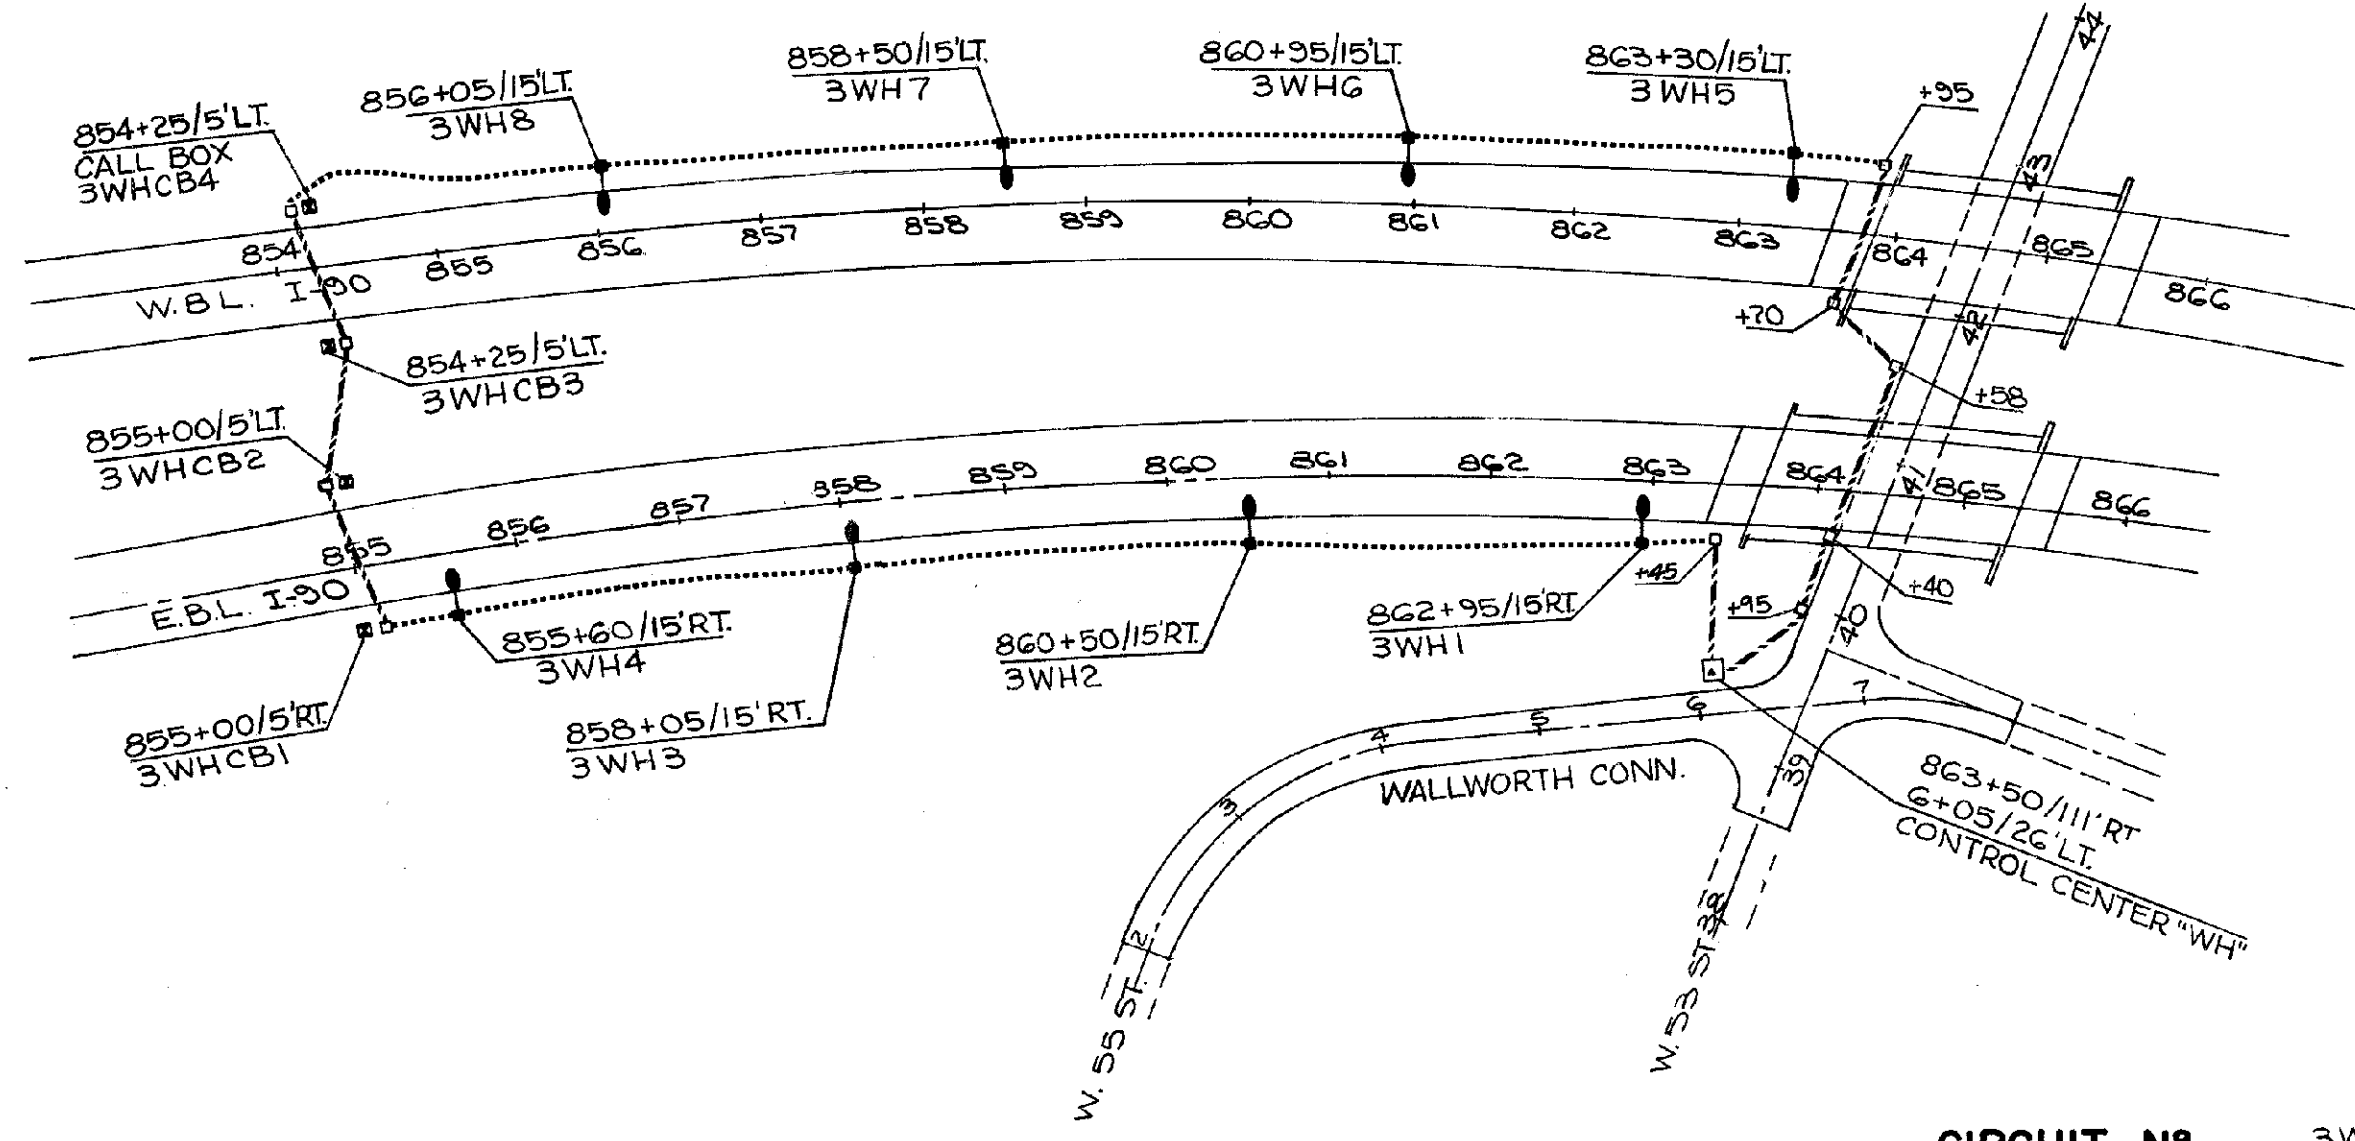 854+25/5'LT.
CALL BOX
3WHCB4
856+05/15'LT.
3WH8
858+50/15'LT.
3WH7
860+95/15'LT.
3WH6
863+30/15'LT.
3WH5
+95
44
43
854
855
856
857
858
859
860
861
862
863
864
865
866
W.B.L. I-90
+70
42
854+25/5'LT.
3WHCB3
+58
855+00/5'LT.
3WHCB2
855
856
857
858
859
860
861
862
863
864
41
865
866
E.B.L. I-90
+45
+95
+40
40
855+60/15'RT.
3WH4
860+50/15'RT.
3WH2
862+95/15'RT.
3WH1
855+00/5'RT.
3WHCB1
858+05/15'RT.
3WH3
2
3
4
5
6
7
WALLWORTH CONN.
39
38
863+50/111'RT
6+05/26'LT.
CONTROL CENTER "WH"
W. 55 ST.
W. 53 ST
CIRCUIT Nº
3W